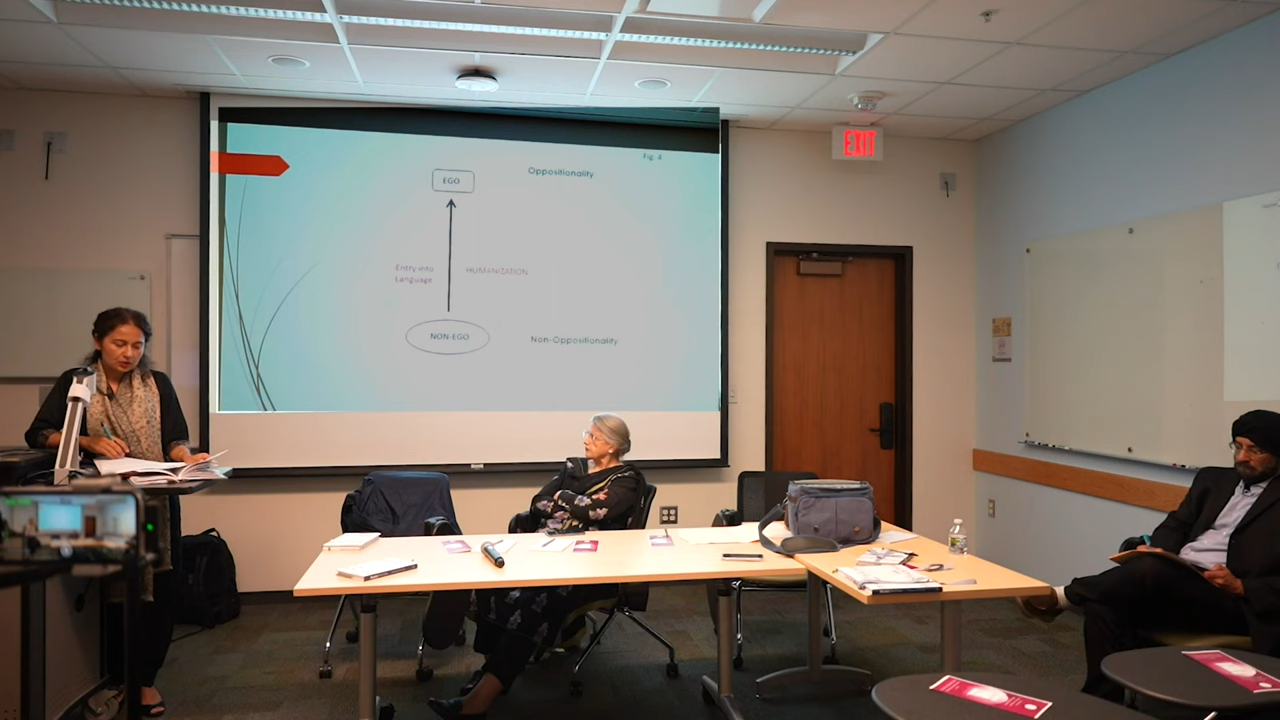 Fig. 4
EGO
Oppositionality
Entry into
Language
HUMANIZATION
NON-EGO
Non-Oppositionality
EXIT